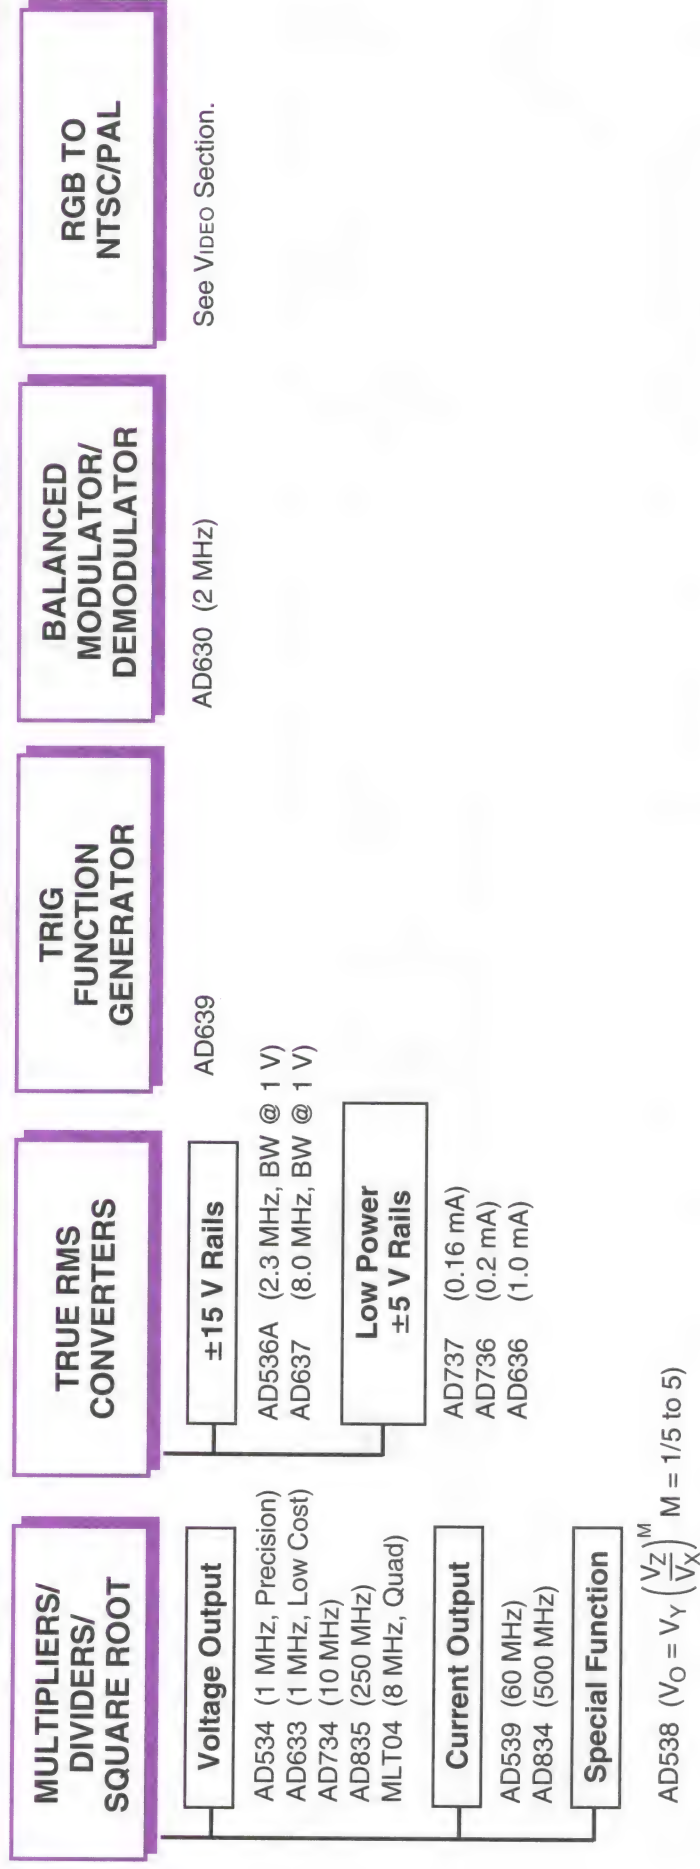 MULTIPLIERS/
DIVIDERS/
SQUARE ROOT
Voltage Output
AD534 (1 MHz, Precision)
AD633 (1 MHz, Low Cost)
AD734 (10 MHz)
AD835 (250 MHz)
MLT04 (8 MHz, Quad)
Current Output
AD539 (60 MHz)
AD834 (500 MHz)
Special Function
AD538 (VO = VY (VZ/VX)^M M = 1/5 to 5)
TRUE RMS
CONVERTERS
±15 V Rails
AD536A (2.3 MHz, BW @ 1 V)
AD637 (8.0 MHz, BW @ 1 V)
Low Power
±5 V Rails
AD737 (0.16 mA)
AD736 (0.2 mA)
AD636 (1.0 mA)
TRIG
FUNCTION
GENERATOR
AD639
BALANCED
MODULATOR/
DEMODULATOR
AD630 (2 MHz)
RGB TO
NTSC/PAL
See VIDEO Section.